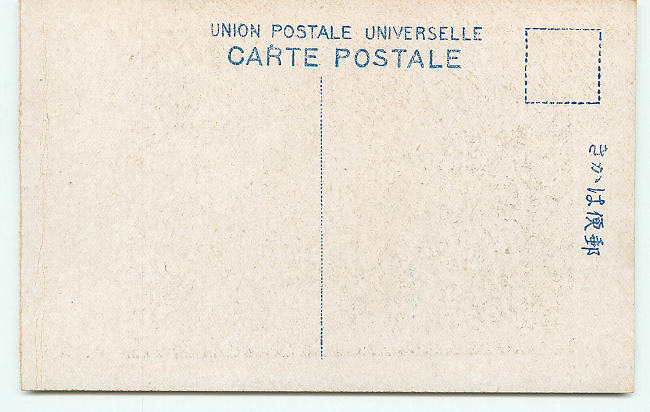 UNION POSTALE UNIVERSELLE
CARTE POSTALE
きかは便郵